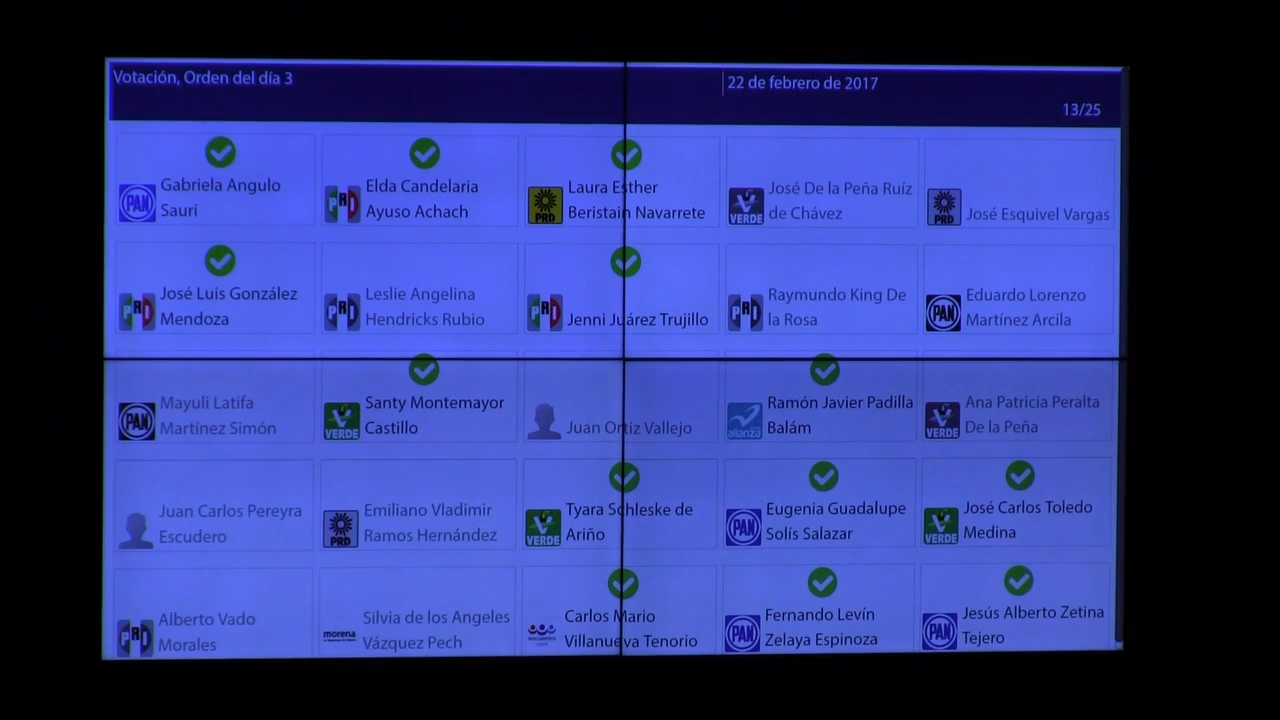 Votación, Orden del día 3
22 de febrero de 2017
13/25
PAN
Gabriela Angulo
Sauri
PRD
Elda Candelaria
Ayuso Achach
PRD
Laura Esther
Beristain Navarrete
VERDE
José De la Peña Ruíz
de Chávez
PRD
José Esquivel Vargas
PRI
José Luis González
Mendoza
PRI
Leslie Angelina
Hendricks Rubio
PRI
Jenni Juárez Trujillo
PRI
Raymundo King De
la Rosa
PAN
Eduardo Lorenzo
Martínez Arcila
PAN
Mayuli Latifa
Martínez Simón
VERDE
Santy Montemayor
Castillo
Juan Ortiz Vallejo
alianza
Ramón Javier Padilla
Balám
VERDE
Ana Patricia Peralta
De la Peña
Juan Carlos Pereyra
Escudero
PRD
Emiliano Vladimir
Ramos Hernández
VERDE
Tyara Schleske de
Ariño
PAN
Eugenia Guadalupe
Solís Salazar
VERDE
José Carlos Toledo
Medina
PRI
Alberto Vado
Morales
morena
Silvia de los Angeles
Vázquez Pech
Carlos Mario
Villanueva Tenorio
PAN
Fernando Levín
Zelaya Espinoza
PAN
Jesús Alberto Zetina
Tejero